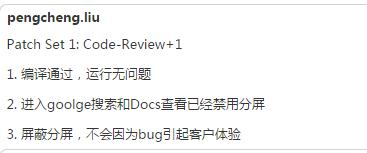 pengcheng.liu
Patch Set 1: Code-Review+1
1. 编译通过，运行无问题
2. 进入goolge搜索和Docs查看已经禁用分屏
3. 屏蔽分屏，不会因为bug引起客户体验